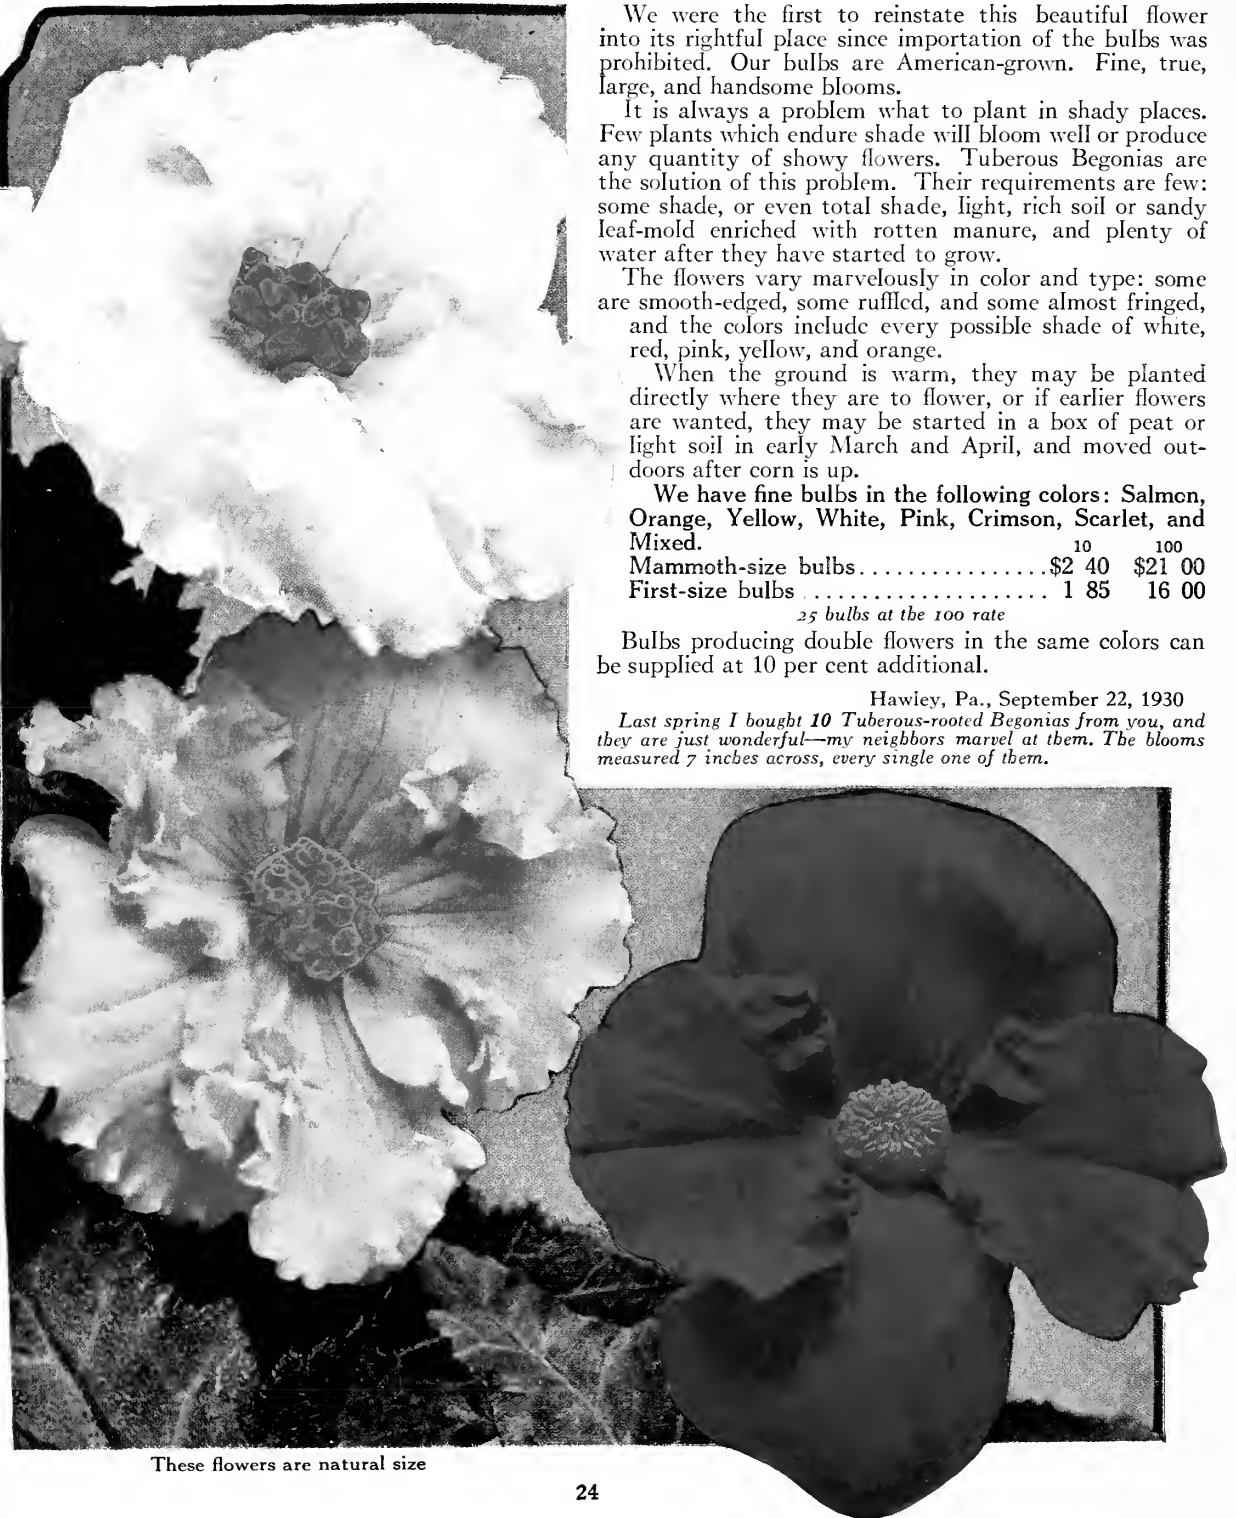 We were the first to reinstate this beautiful flower
into its rightful place since importation of the bulbs was
prohibited. Our bulbs are American-grown. Fine, true,
large, and handsome blooms.
It is always a problem what to plant in shady places.
Few plants which endure shade will bloom well or produce
any quantity of showy flowers. Tuberous Begonias are
the solution of this problem. Their requirements are few:
some shade, or even total shade, light, rich soil or sandy
leaf-mold enriched with rotten manure, and plenty of
water after they have started to grow.
The flowers vary marvelously in color and type: some
are smooth-edged, some ruffled, and some almost fringed,
and the colors include every possible shade of white,
red, pink, yellow, and orange.
When the ground is warm, they may be planted
directly where they are to flower, or if earlier flowers
are wanted, they may be started in a box of peat or
light soil in early March and April, and moved out-
doors after corn is up.
We have fine bulbs in the following colors: Salmon,
Orange, Yellow, White, Pink, Crimson, Scarlet, and
Mixed. 10 100
Mammoth-size bulbs................$2 40 $21 00
First-size bulbs ..................... 1 85 16 00
25 bulbs at the 100 rate
Bulbs producing double flowers in the same colors can
be supplied at 10 per cent additional.
Hawley, Pa., September 22, 1930
Last spring I bought 10 Tuberous-rooted Begonias from you, and
they are just wonderful—my neighbors marvel at them. The blooms
measured 7 inches across, every single one of them.
These flowers are natural size
24